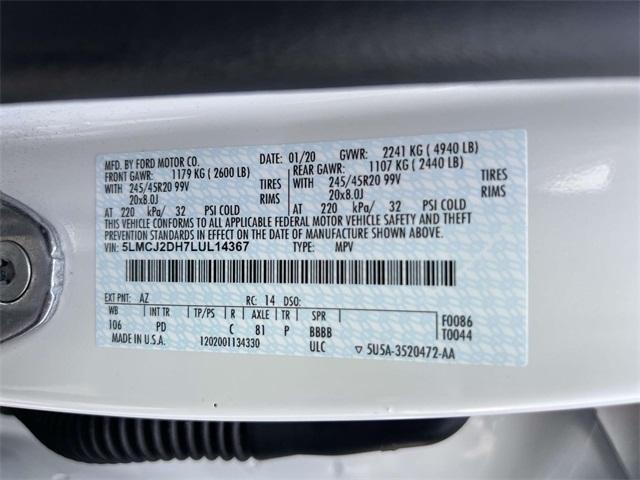 MFD. BY FORD MOTOR CO. DATE: 01/20 GVWR: 2241 KG ( 4940 LB)
FRONT GAWR: 1179 KG ( 2600 LB) REAR GAWR: 1107 KG ( 2440 LB)
WITH 245/45R20 99V TIRES WITH 245/45R20 99V TIRES
20x8.0J RIMS 20x8.0J RIMS
AT 220 kPa/ 32 PSI COLD AT 220 kPa/ 32 PSI COLD
THIS VEHICLE CONFORMS TO ALL APPLICABLE FEDERAL MOTOR VEHICLE SAFETY AND THEFT
PREVENTION STANDARDS IN EFFECT ON THE DATE OF MANUFACTURE SHOWN ABOVE.
VIN: 5LMCJ2DH7LUL14367 TYPE: MPV
EXT PNT: AZ RC: 14 DSO:
WB INT TR TP/PS R AXLE TR SPR F0086
106 PD C 81 P BBBB T0044
MADE IN U.S.A. 1202001134330 ULC ▽ 5U5A-3520472-AA